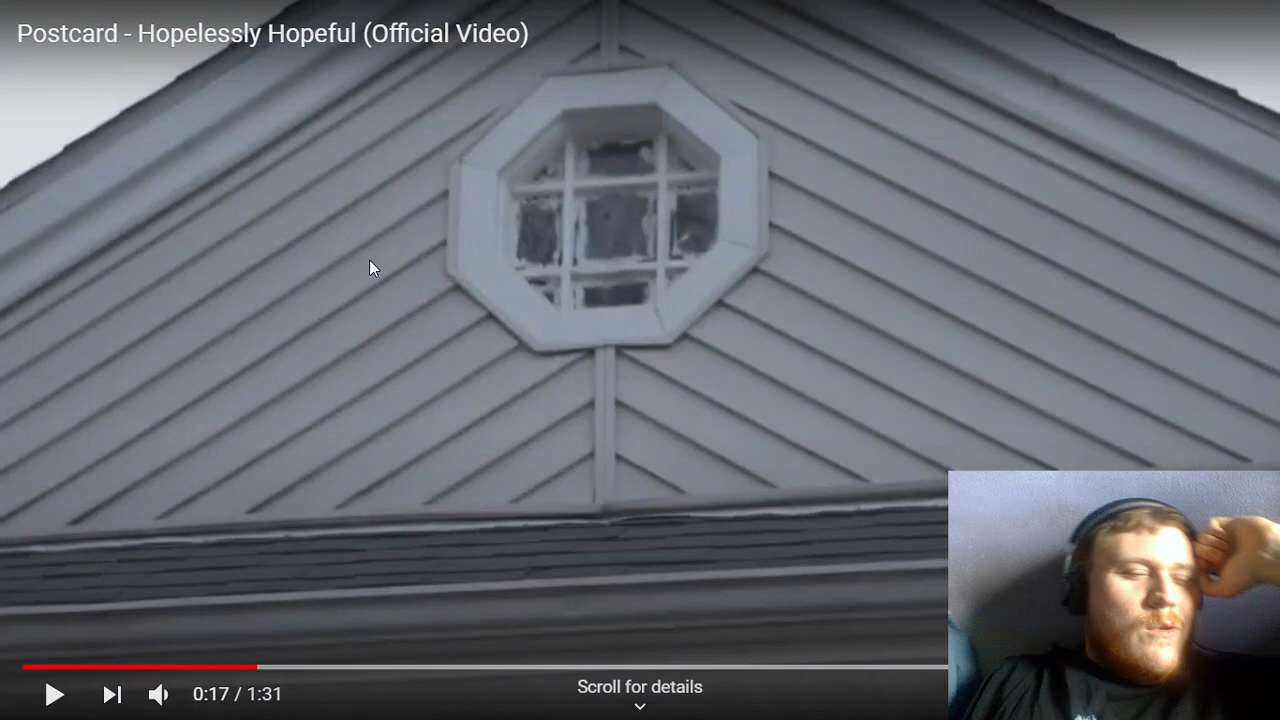 Postcard - Hopelessly Hopeful (Official Video)
0:17 / 1:31
Scroll for details